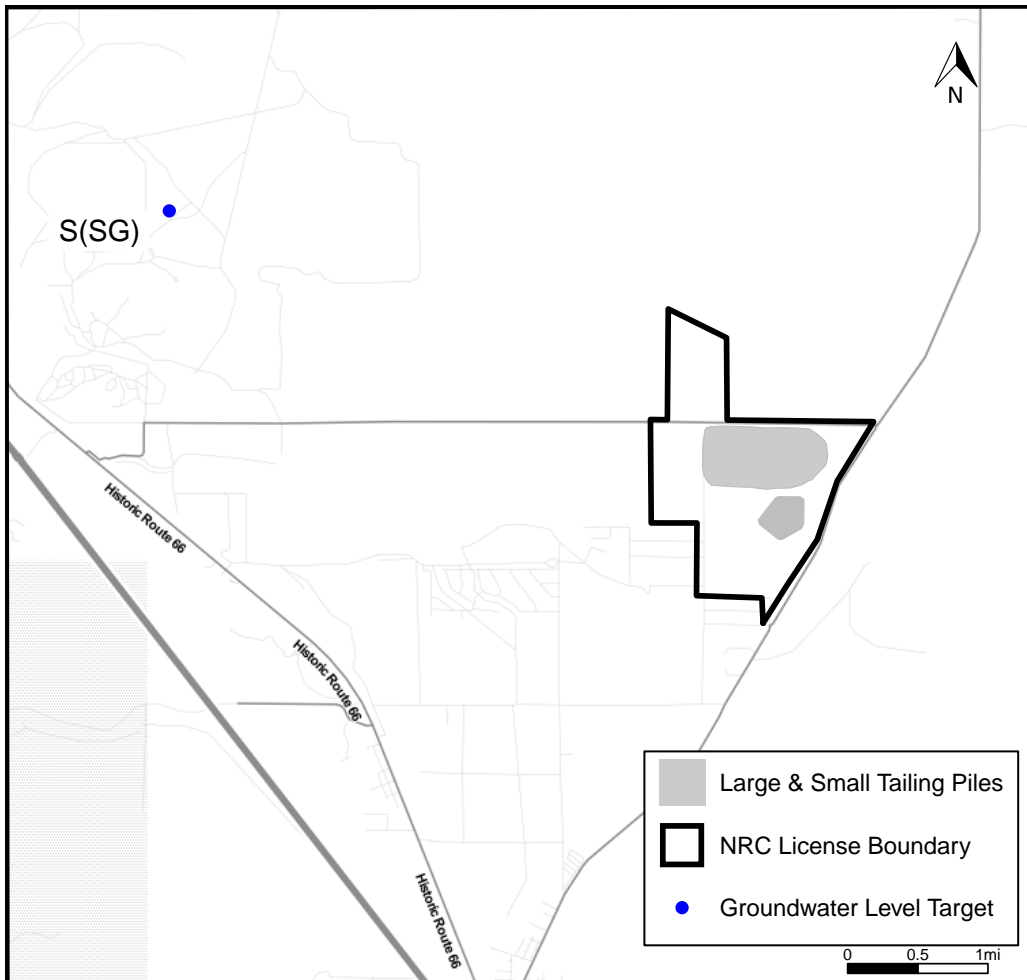 N
S(SG)
Historic Route 66
Historic Route 66
Historic Route 66
Large & Small Tailing Piles
NRC License Boundary
Groundwater Level Target
0 0.5 1mi